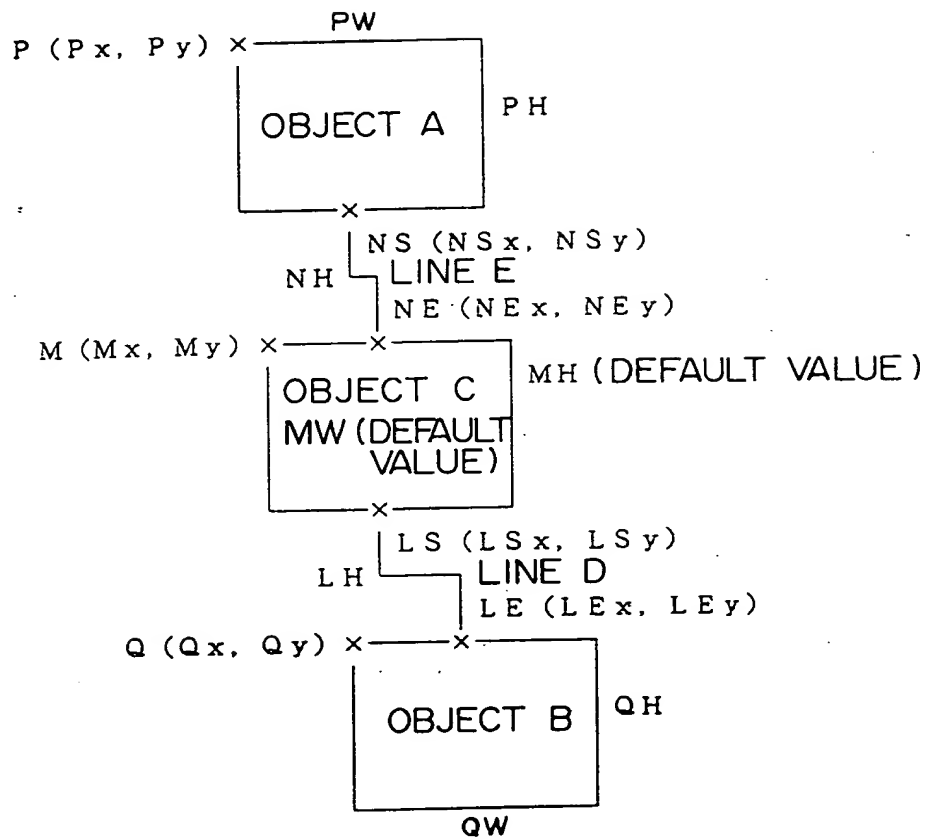 PW
P (Px, Py)
PH
OBJECT A
NS (NSx, NSy)
NH
LINE E
NE (NEx, NEy)
M (Mx, My)
MH (DEFAULT VALUE)
OBJECT C
MW (DEFAULT
VALUE)
LS (LSx, LSy)
LH
LINE D
LE (LEx, LEy)
Q (Qx, Qy)
QH
OBJECT B
QW